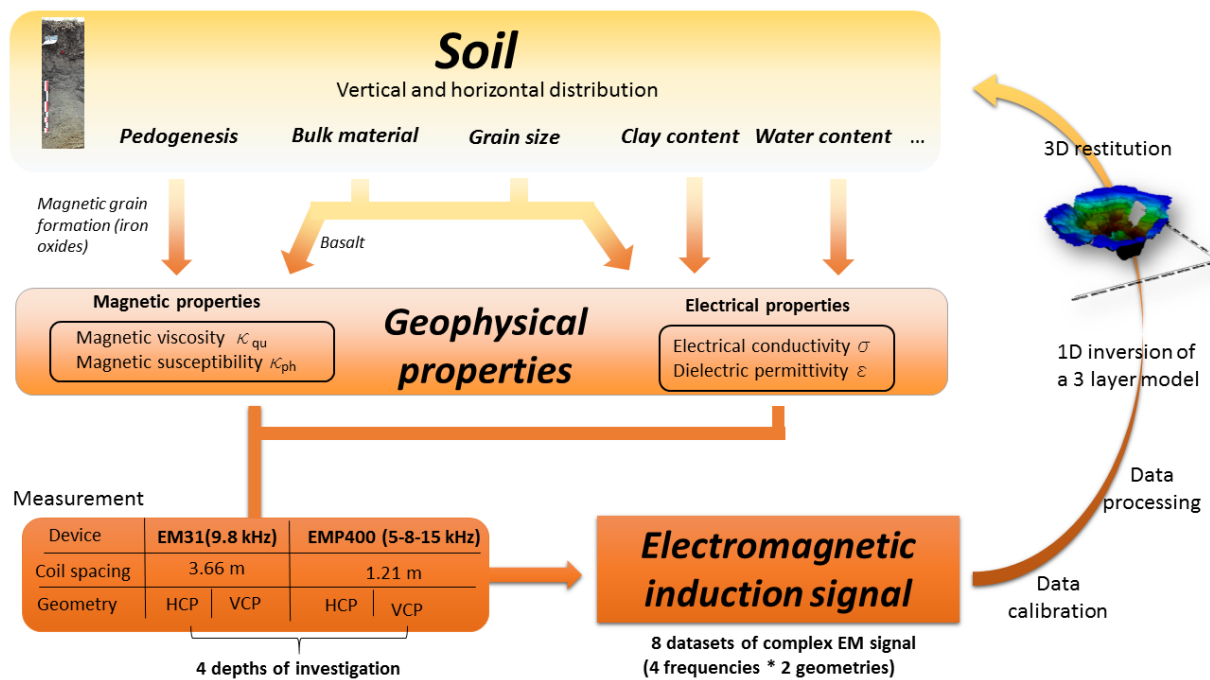 Soil
Vertical and horizontal distribution
Pedogenesis Bulk material Grain size Clay content Water content ...
Magnetic grain
formation (iron
oxides)
Basalt
3D restitution
Magnetic properties
Magnetic viscosity κ qu
Magnetic susceptibility κph
Geophysical
properties
Electrical properties
Electrical conductivity σ
Dielectric permittivity ε
1D inversion of
a 3 layer model
Data
processing
Data
calibration
Measurement
Device EM31(9.8 kHz) EMP400 (5-8-15 kHz)
Coil spacing 3.66 m 1.21 m
Geometry HCP VCP HCP VCP
4 depths of investigation
Electromagnetic
induction signal
8 datasets of complex EM signal
(4 frequencies * 2 geometries)